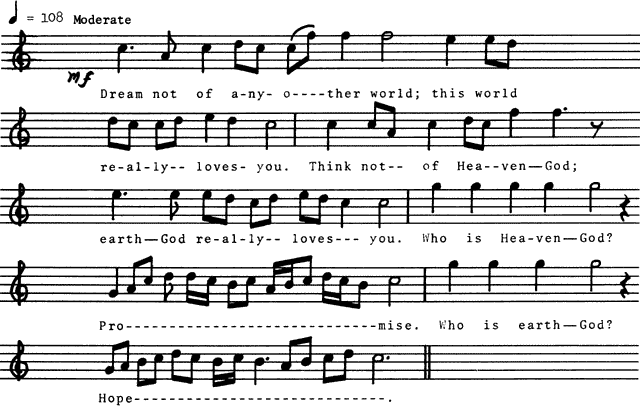 ♩ = 108 Moderate
mf
Dream not of a-ny- o----ther world; this world
re-al-ly-- loves- you. Think not-- of Hea--ven—God;
earth—God re-al-ly-- loves--- you. Who is Hea-ven—God?
Pro----------------------------mise. Who is earth—God?
Hope----------------------------.